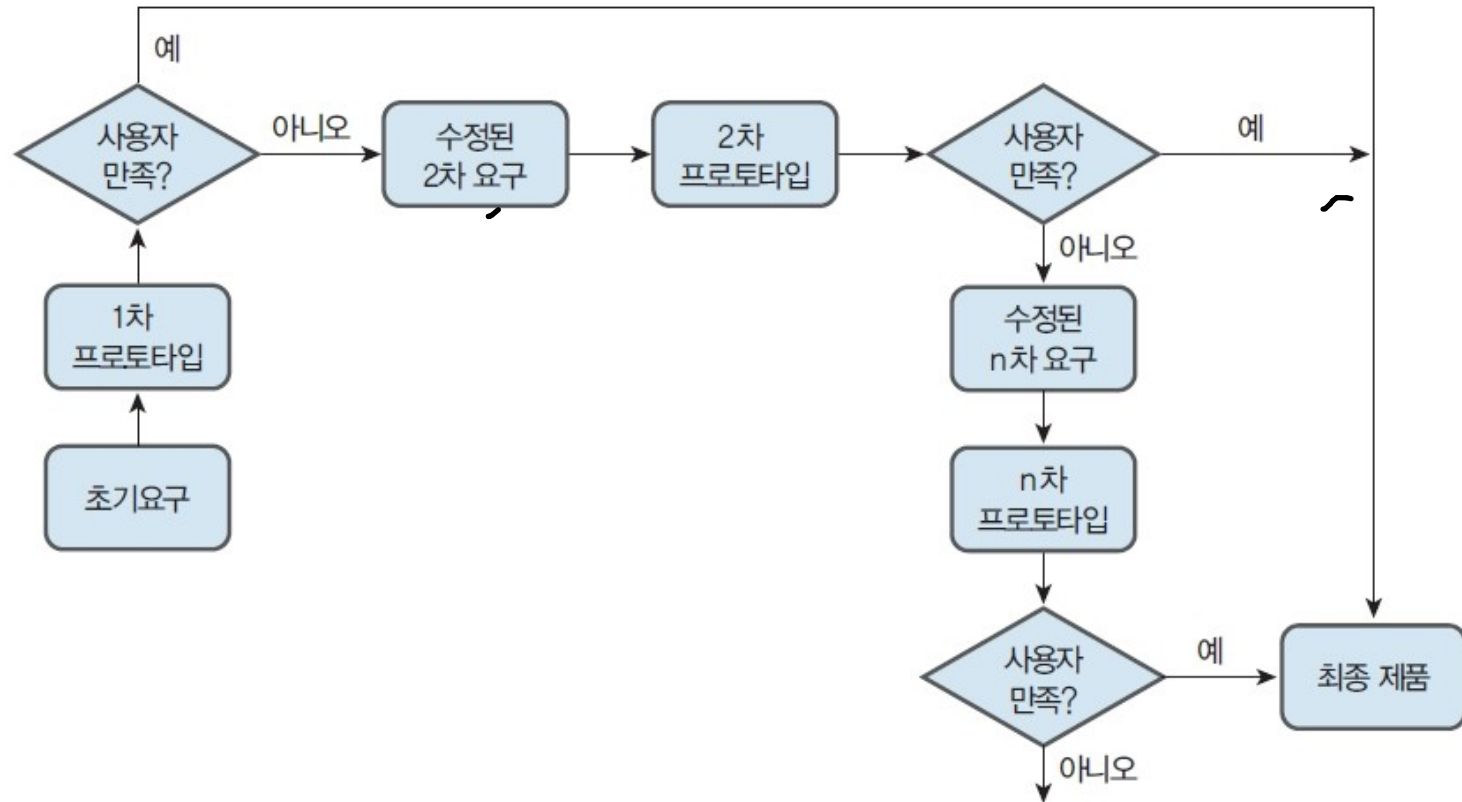 예
사용자
만족?
아니오
수정된
2차 요구
2차
프로토타입
사용자
만족?
예
아니오
1차
프로토타입
수정된
n차 요구
초기요구
n차
프로토타입
사용자
만족?
예
최종 제품
아니오